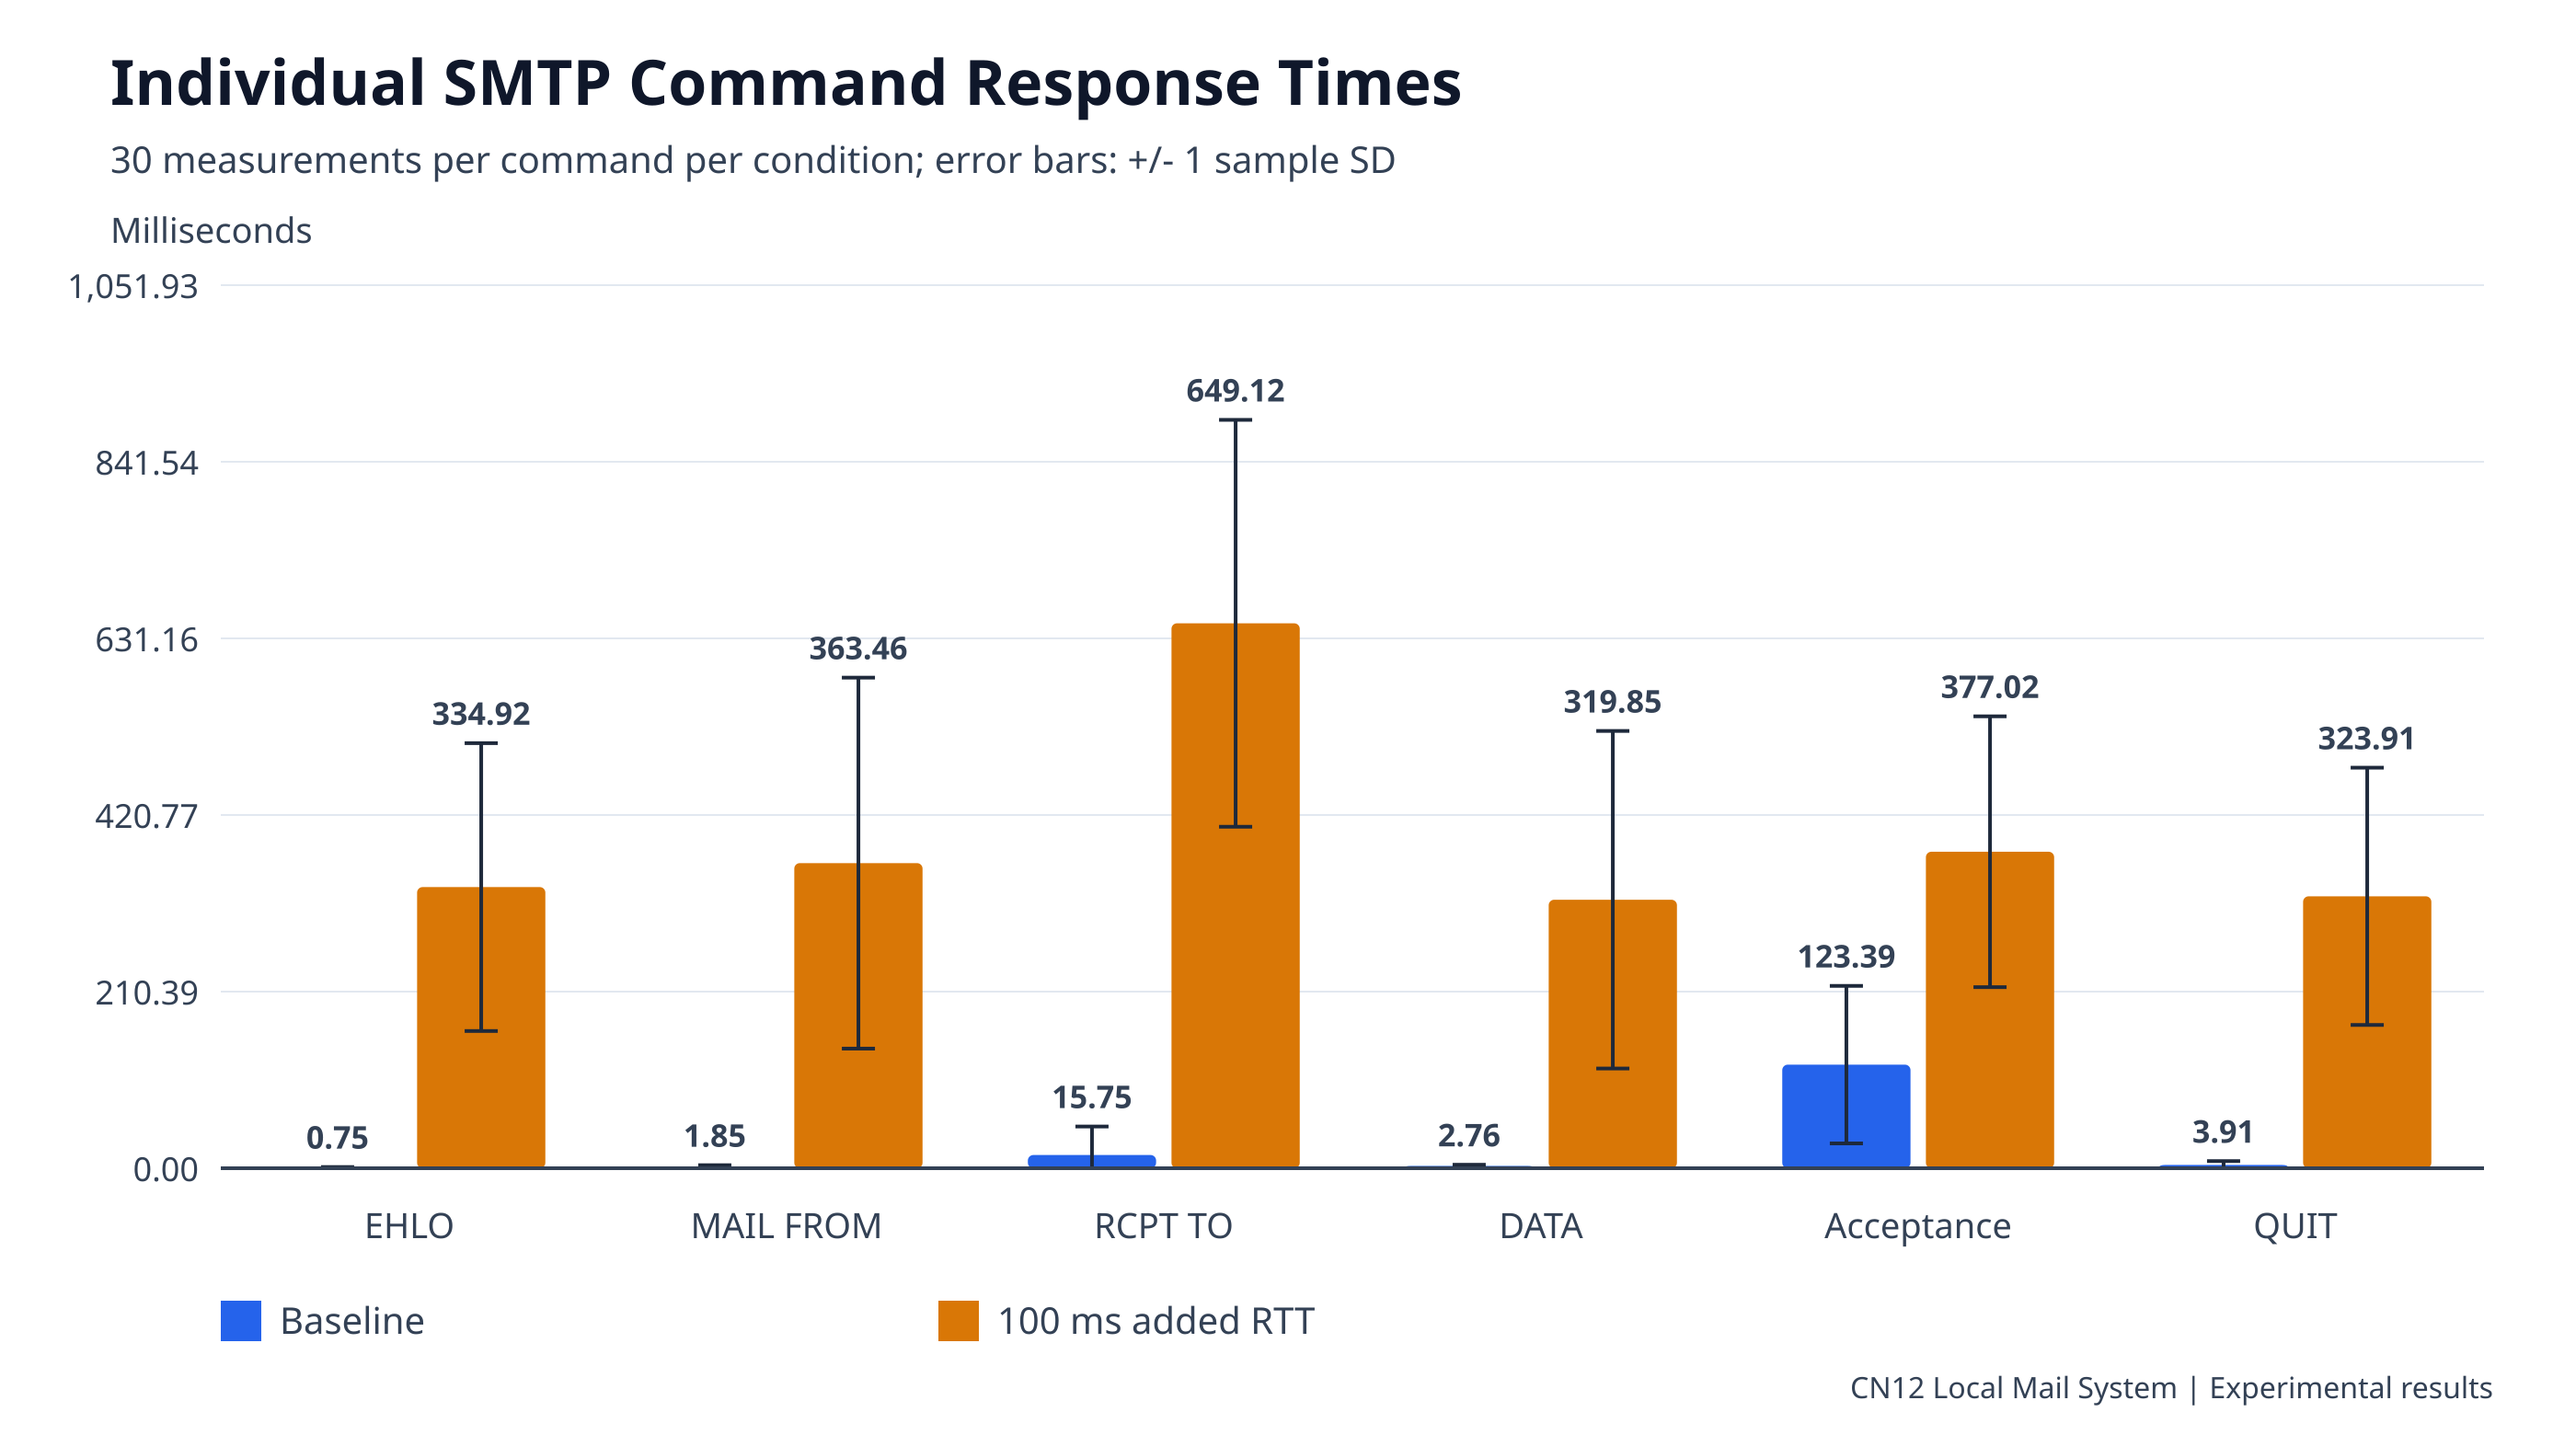 Individual SMTP Command Response Times
30 measurements per command per condition; error bars: +/- 1 sample SD
Milliseconds
1,051.93
841.54
631.16
420.77
210.39
0.00
0.75
334.92
1.85
363.46
15.75
649.12
2.76
319.85
123.39
377.02
3.91
323.91
EHLO
MAIL FROM
RCPT TO
DATA
Acceptance
QUIT
Baseline
100 ms added RTT
CN12 Local Mail System | Experimental results